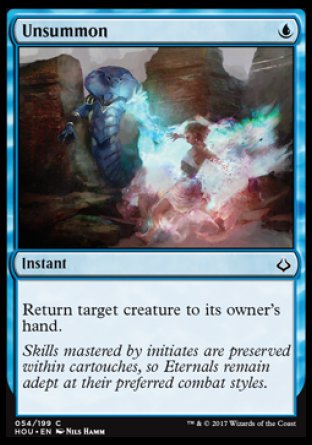 Unsummon
Instant
Return target creature to its owner's
hand.
Skills mastered by initiates are preserved
within cartouches, so Eternals remain
adept at their preferred combat styles.
054/199 C
HOU • EN Nils Hamm
™ & © 2017 Wizards of the Coast